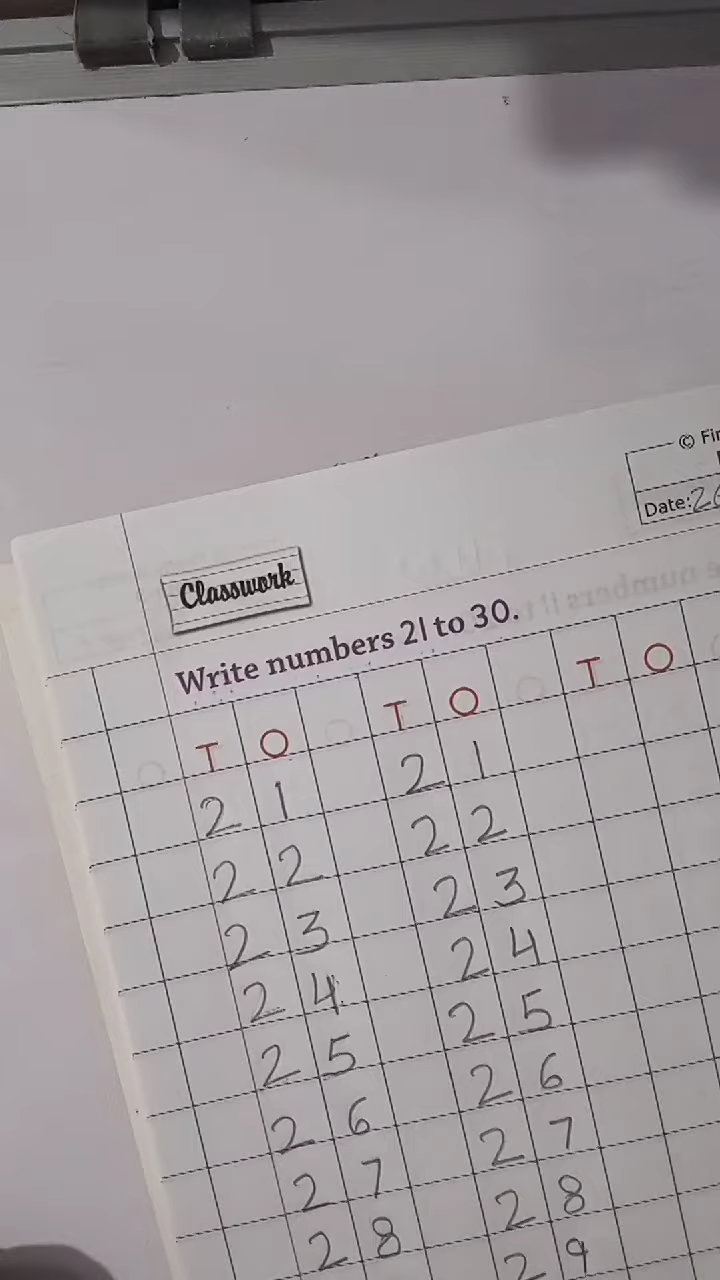 © Fir
Date: 26
Classwork
Write numbers 21 to 30.
T O T O T O
2 1 2 1
2 2 2 2
2 3 2 3
2 4 2 4
2 5 2 5
2 6 2 6
2 7 2 7
2 8 2 8
2 9